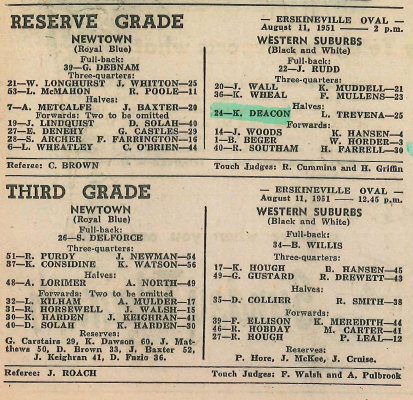 RESERVE GRADE
— ERSKINEVILLE OVAL —
August 11, 1951 — 2 p.m.
NEWTOWN
(Royal Blue)
Full-back:
39—G. DEBNAM
Three-quarters:
21—W. LONGHURST J. WHITTON—25
53—L. McMAHON R. POOLE—11
Halves:
7—A. METCALFE J. BAXTER—20
Forwards: Two to be omitted
19—J. LINDQUIST D. SOLAH—40
27—E. DENEHY G. CASTLES—29
28—S. ARCHER F. FARRINGTON—16
6—L. WHEATLEY C. O'BRIEN—44
WESTERN SUBURBS
(Black and White)
Full-back:
22—J. RUDD
Three-quarters:
20—J. WALL K. MUDDELL—21
36—K. WHEAL F. MULLENS—23
Halves:
24—K. DEACON L. TREVENA—25
Forwards:
14—J. WOODS K. HANSEN—4
1—B. BEGER W. HORDER—3
40—R. SOUTHAM H. FARRELL—30
Referee: C. BROWN
Touch Judges: R. Cummins and H. Griffin
THIRD GRADE
— ERSKINEVILLE OVAL —
August 11, 1951 — 12.45 p.m.
NEWTOWN
(Royal Blue)
Full-back:
26—S. DELFORCE
Three-quarters:
51—R. PURDY J. NEWMAN—54
37—K. CONSIDINE K. WATSON—56
Halves:
48—A. LORIMER A. NORTH—49
Forwards: Two to be omitted
32—L. KILHAM A. MULDER—17
31—R. HORSEWELL J. WALSH—15
30—K. HARDEN J. KEIGHRAN—41
40—D. SOLAH K. HARDEN—30
Reserves:
G. Carstairs 29, K. Dawson 60, J. Mat-
thews 50, D. Brown 33, J. Baxter 52,
J. Keighran 41, D. Fazio 36.
WESTERN SUBURBS
(Black and White)
Full-back:
34—B. WILLIS
Three-quarters:
17—K. HOUGH B. HANSEN—45
49—G. GUSTARD R. DREWETT—43
Halves:
35—D. COLLIER R. SMITH—38
Forwards:
39—F. ELLISON K. MEREDITH—44
46—R. HOBDAY M. CARTER—41
27—R. HOUGH P. LEAL—12
Reserves:
P. Hore, J. McKee, J. Cruise.
Referee: J. ROACH
Touch Judges: F. Walsh and A. Pulbrook